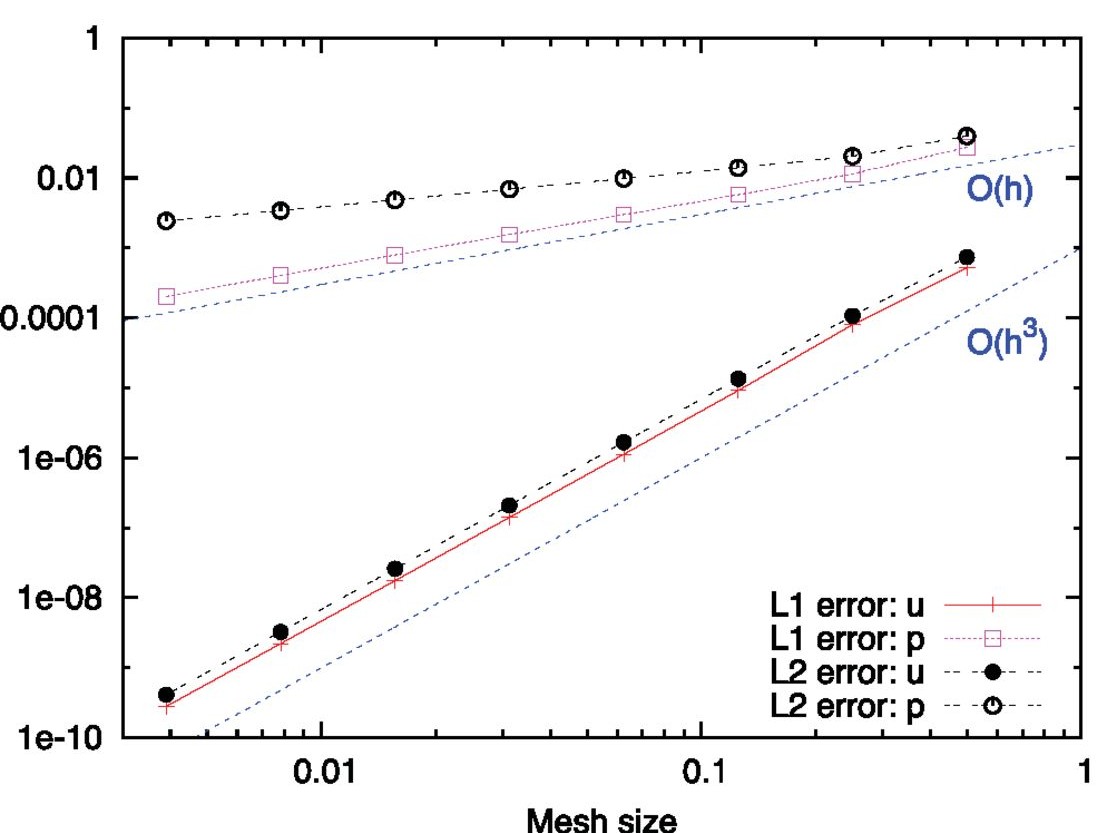 1
0.01
0.0001
1e-06
1e-08
1e-10
O(h)
O(h³)
L1 error: u
L1 error: p
L2 error: u
L2 error: p
0.01 0.1 1
Mesh size